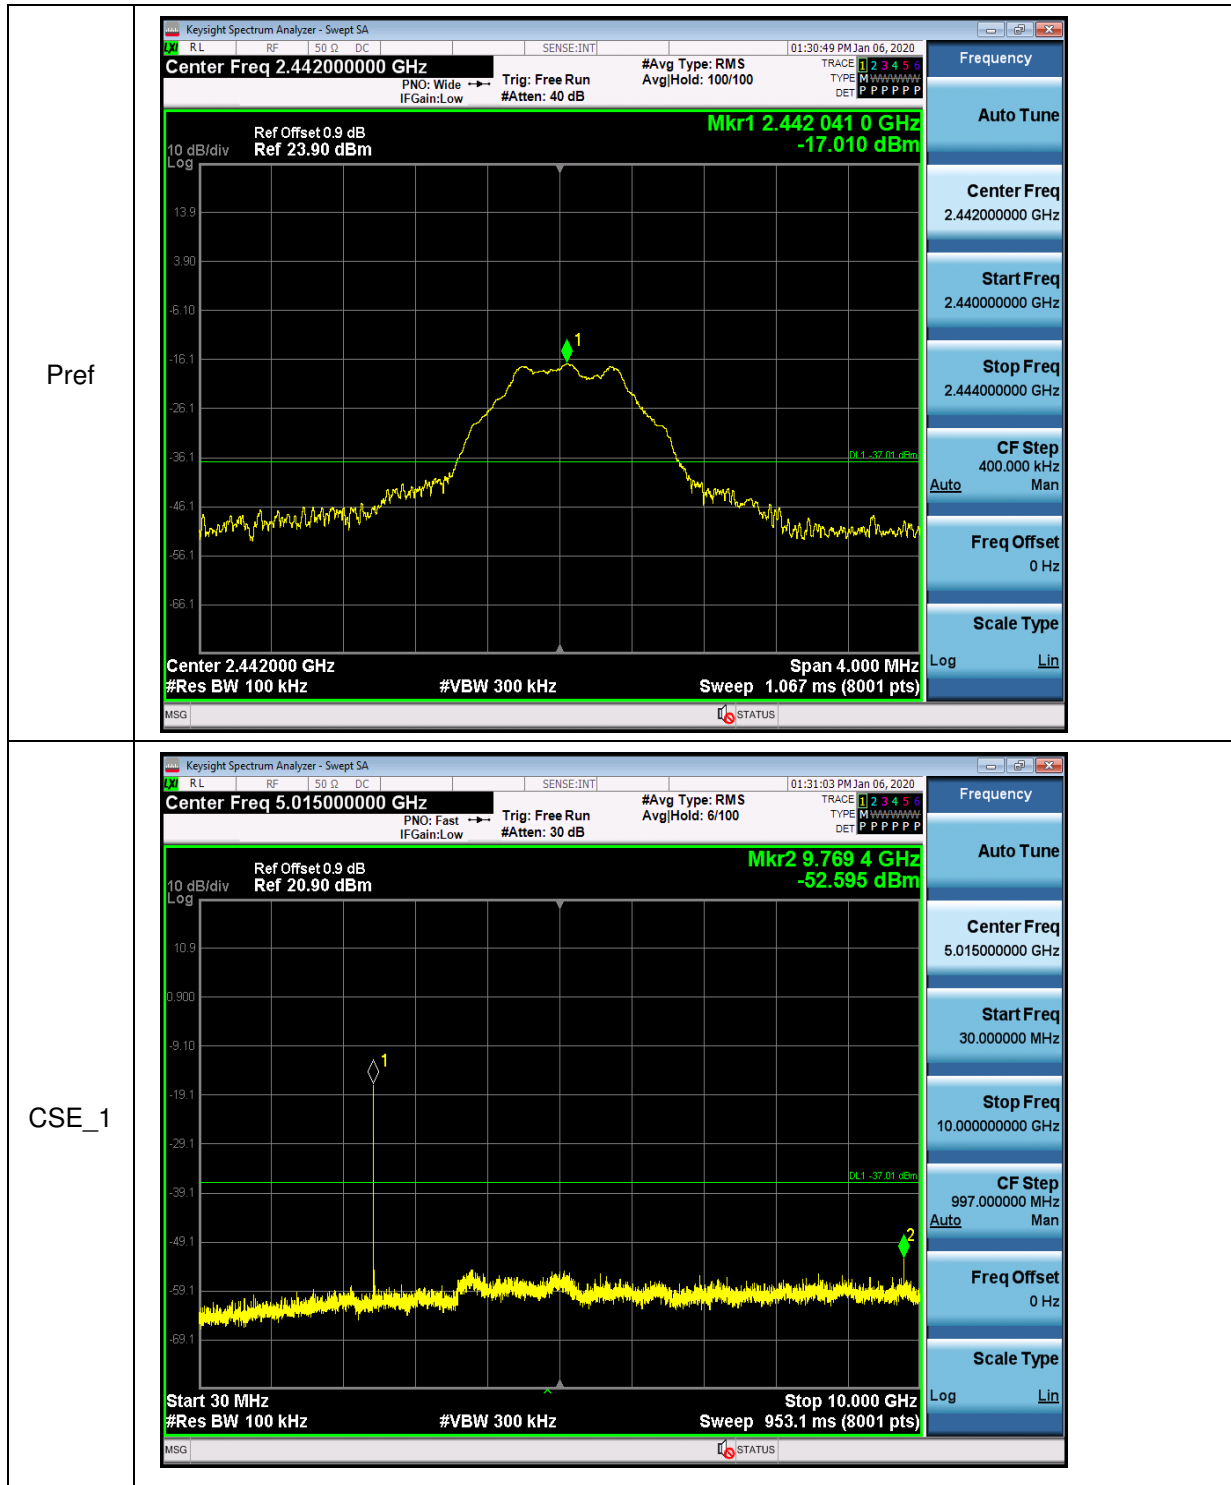 Pref
Keysight Spectrum Analyzer - Swept SA
LXI RL RF 50 Ω DC SENSE:INT 01:30:49 PM Jan 06, 2020
Center Freq 2.442000000 GHz
PNO: Wide
IFGain:Low
Trig: Free Run
#Atten: 40 dB
#Avg Type: RMS
Avg|Hold: 100/100
TRACE 1 2 3 4 5 6
TYPE M WWWWW
DET P P P P P P
Ref Offset 0.9 dB
10 dB/div Ref 23.90 dBm
Log
Mkr1 2.442 041 0 GHz
-17.010 dBm
13.9
3.90
-6.10
1
-16.1
-26.1
-36.1
DL1 -37.01 dBm
-46.1
-56.1
-66.1
Center 2.442000 GHz Span 4.000 MHz
#Res BW 100 kHz #VBW 300 kHz Sweep 1.067 ms (8001 pts)
MSG STATUS
Frequency
Auto Tune
Center Freq
2.442000000 GHz
Start Freq
2.440000000 GHz
Stop Freq
2.444000000 GHz
CF Step
400.000 kHz
Auto Man
Freq Offset
0 Hz
Scale Type
Log Lin
CSE_1
Keysight Spectrum Analyzer - Swept SA
LXI RL RF 50 Ω DC SENSE:INT 01:31:03 PM Jan 06, 2020
Center Freq 5.015000000 GHz
PNO: Fast
IFGain:Low
Trig: Free Run
#Atten: 30 dB
#Avg Type: RMS
Avg|Hold: 6/100
TRACE 1 2 3 4 5 6
TYPE M WWWWW
DET P P P P P P
Ref Offset 0.9 dB
10 dB/div Ref 20.90 dBm
Log
Mkr2 9.769 4 GHz
-52.595 dBm
10.9
0.900
-9.10
1
-19.1
-29.1
DL1 -37.01 dBm
-39.1
-49.1
2
-59.1
-69.1
Start 30 MHz Stop 10.000 GHz
#Res BW 100 kHz #VBW 300 kHz Sweep 953.1 ms (8001 pts)
MSG STATUS
Frequency
Auto Tune
Center Freq
5.015000000 GHz
Start Freq
30.000000 MHz
Stop Freq
10.000000000 GHz
CF Step
997.000000 MHz
Auto Man
Freq Offset
0 Hz
Scale Type
Log Lin